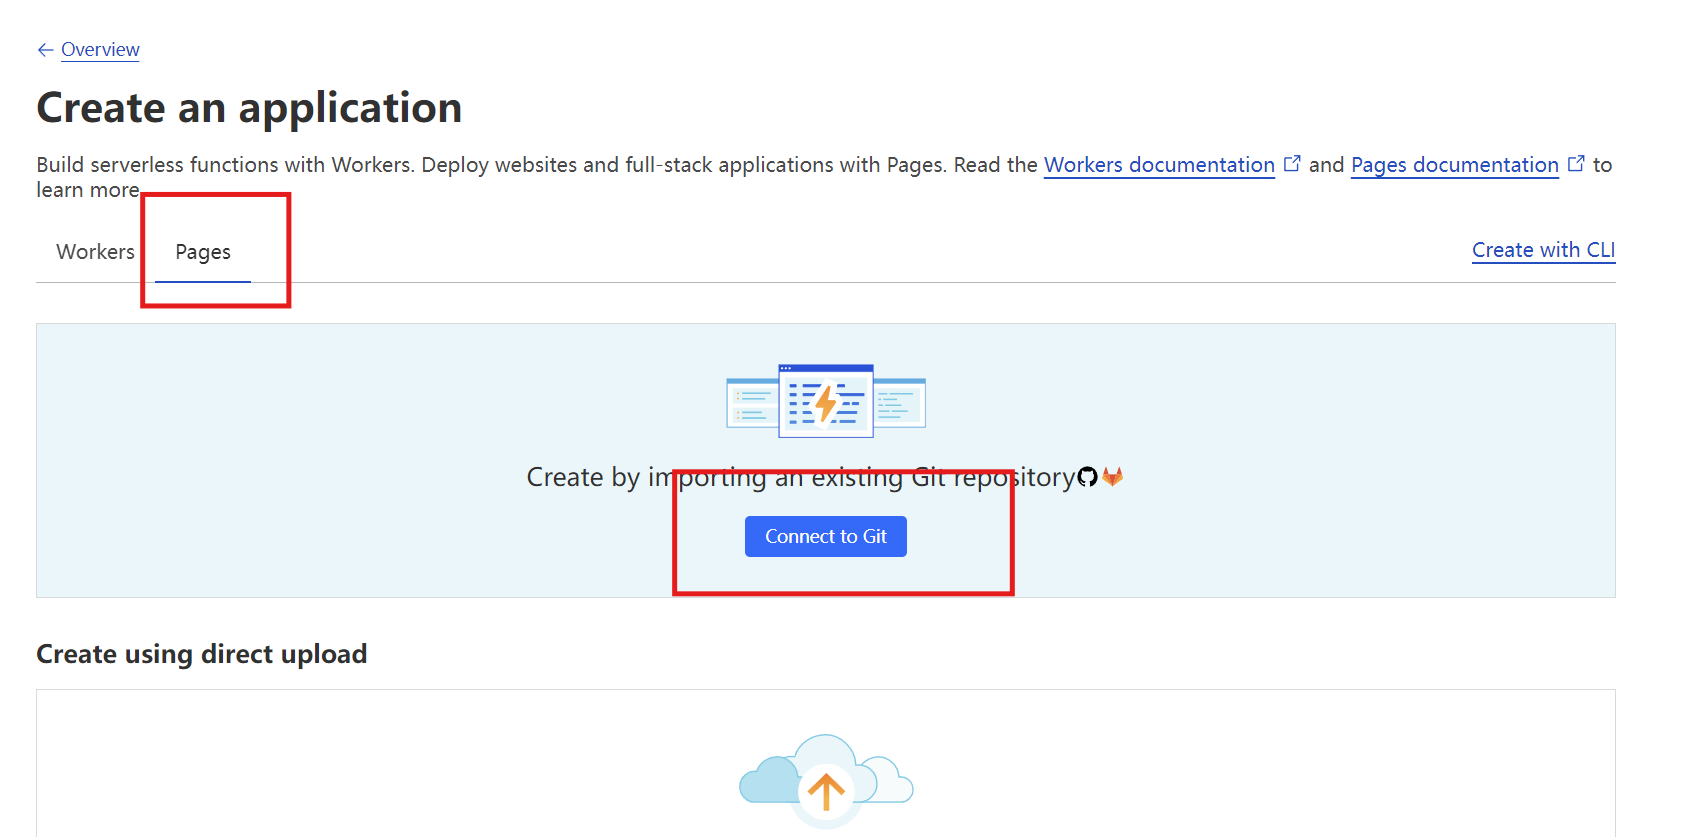 Overview
Create an application
Build serverless functions with Workers. Deploy websites and full-stack applications with Pages. Read the Workers documentation and Pages documentation to
learn more.
Workers Pages Create with CLI
Create by importing an existing Git repository
Connect to Git
Create using direct upload